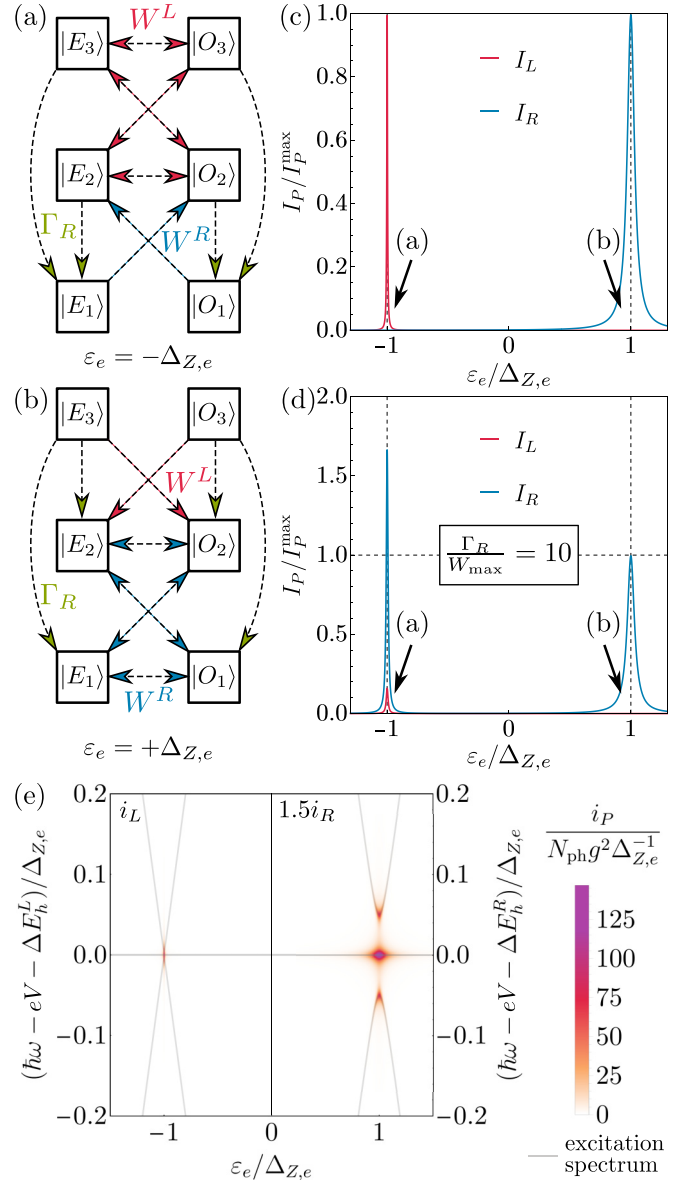 (a)
W^L
|E_3⟩
|O_3⟩
|E_2⟩
|O_2⟩
Γ_R
W^R
|E_1⟩
|O_1⟩
ε_e = −Δ_{Z,e}
(b)
|E_3⟩
|O_3⟩
W^L
|E_2⟩
|O_2⟩
Γ_R
|E_1⟩
|O_1⟩
W^R
ε_e = +Δ_{Z,e}
(c)
1.0
0.8
0.6
0.4
0.2
0.0
I_P/I_P^{max}
I_L
I_R
(a)
(b)
−1
0
1
ε_e/Δ_{Z,e}
(d)
2.0
1.5
1.0
0.5
0.0
I_P/I_P^{max}
I_L
I_R
Γ_R/W_{max} = 10
(a)
(b)
−1
0
1
ε_e/Δ_{Z,e}
(e)
i_L
1.5i_R
0.2
0.1
0.0
−0.1
−0.2
(ħω − eV − ΔE_h^L)/Δ_{Z,e}
0.2
0.1
0.0
−0.1
−0.2
(ħω − eV − ΔE_h^R)/Δ_{Z,e}
−1
0
1
ε_e/Δ_{Z,e}
i_P
N_{ph}g^2Δ_{Z,e}^{-1}
125
100
75
50
25
0
excitation
spectrum